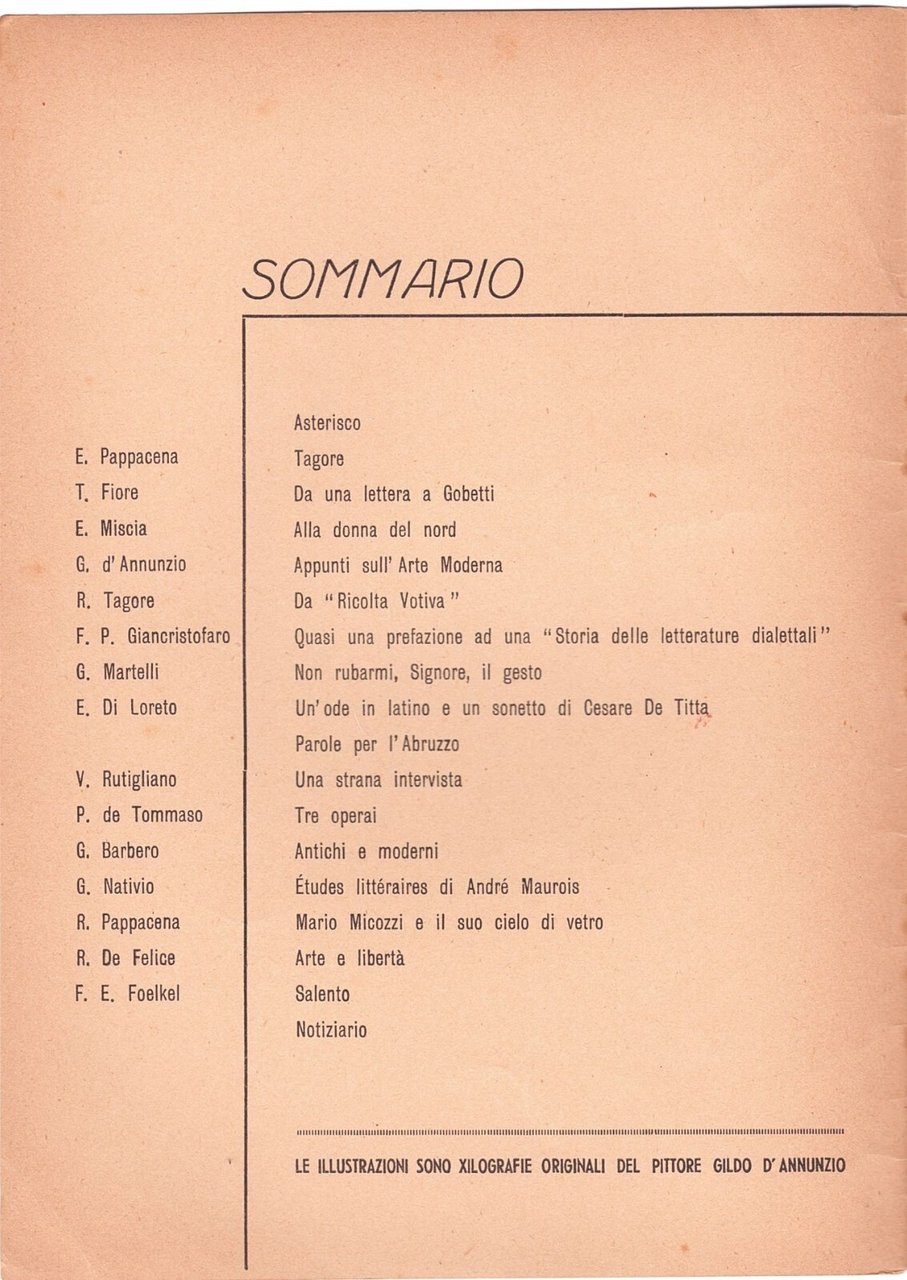 SOMMARIO
Asterisco
E. Pappacena Tagore
T. Fiore Da una lettera a Gobetti
E. Miscia Alla donna del nord
G. d'Annunzio Appunti sull'Arte Moderna
R. Tagore Da "Ricolta Votiva"
F. P. Giancristofaro Quasi una prefazione ad una "Storia delle letterature dialettali"
G. Martelli Non rubarmi, Signore, il gesto
E. Di Loreto Un'ode in latino e un sonetto di Cesare De Titta
Parole per l'Abruzzo
V. Rutigliano Una strana intervista
P. de Tommaso Tre operai
G. Barbero Antichi e moderni
G. Nativio Études littéraires di André Maurois
R. Pappacena Mario Micozzi e il suo cielo di vetro
R. De Felice Arte e libertà
F. E. Foelkel Salento
Notiziario
LE ILLUSTRAZIONI SONO XILOGRAFIE ORIGINALI DEL PITTORE GILDO D'ANNUNZIO